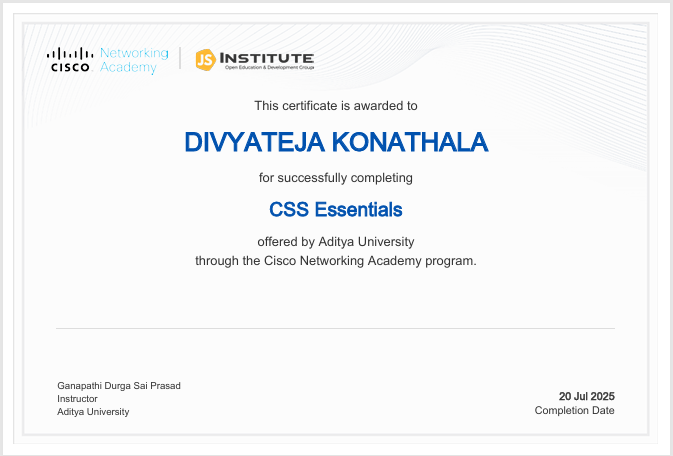 CISCO Networking Academy
JS INSTITUTE
Open Education & Development Group
This certificate is awarded to
DIVYATEJA KONATHALA
for successfully completing
CSS Essentials
offered by Aditya University
through the Cisco Networking Academy program.
Ganapathi Durga Sai Prasad
Instructor
Aditya University
20 Jul 2025
Completion Date